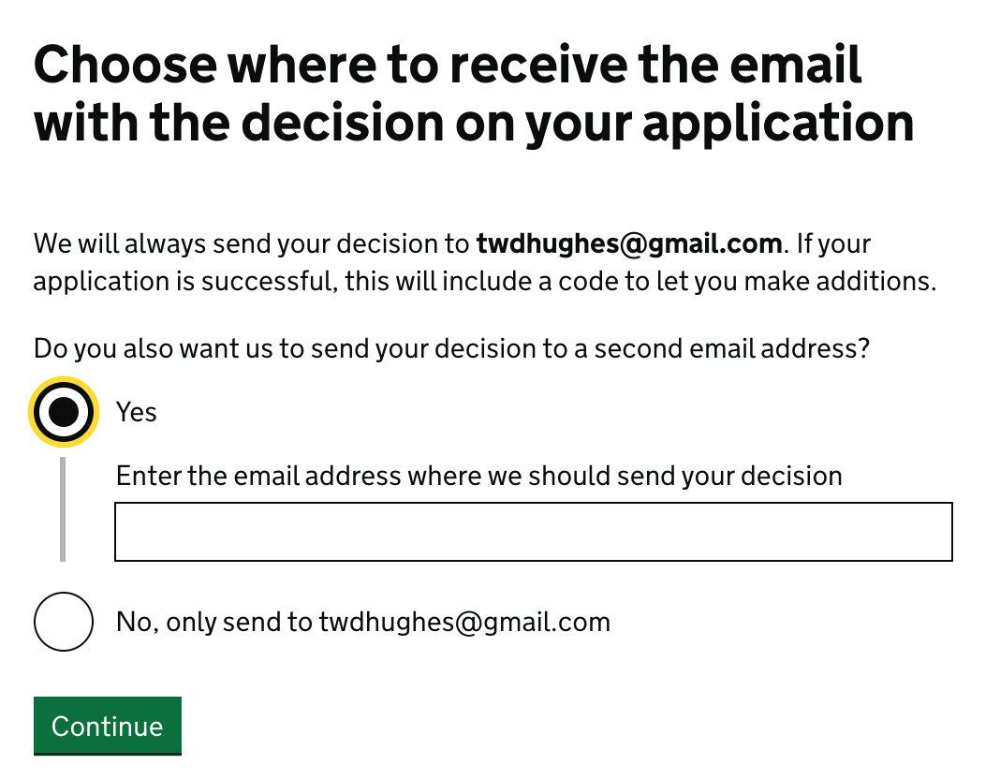 Choose where to receive the email
with the decision on your application
We will always send your decision to twdhughes@gmail.com. If your
application is successful, this will include a code to let you make additions.
Do you also want us to send your decision to a second email address?
Yes
Enter the email address where we should send your decision
No, only send to twdhughes@gmail.com
Continue